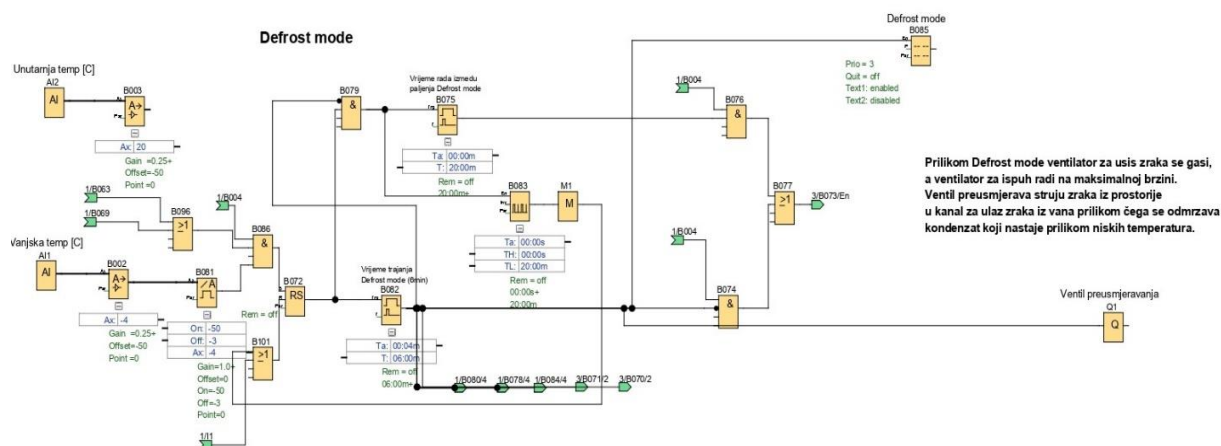 Defrost mode
Defrost mode
B085
Prio = 3
Quit = off
Text1: enabled
Text2: disabled
Unutarnja temp [C]
AI2
AI
B003
A→
Ax: 20
Gain =0.25+
Offset=-50
Point =0
1/B063
1/B069
B096
≥1
1/B004
B086
&
Vanjska temp [C]
AI1
AI
B002
A→
Ax: -4
Gain =0.25+
Offset=-50
Point =0
B081
/A
On: -50
Off: -3
Ax: -4
Gain=1.0+
Offset=0
On=-50
Off=-3
Point=0
B072
RS
Rem = off
B101
≥1
1/I1
B079
&
Vrijeme rada između
paljenja Defrost mode
B075
Ta: 00:00m
T: 20:00m
Rem = off
20:00m+
B083
Ta: 00:00s
TH: 00:00s
TL: 20:00m
Rem = off
00:00s+
20:00m
M1
M
Vrijeme trajanja
Defrost mode (6min)
B082
Ta: 00:04m
T: 06:00m
Rem = off
06:00m+
1/B080/4
1/B078/4
1/B084/4
3/B071/2
3/B070/2
1/B004
B076
&
1/B004
B074
&
B077
≥1
3/B073/En
Prilikom Defrost mode ventilator za usis zraka se gasi,
a ventilator za ispuh radi na maksimalnoj brzini.
Ventil preusmjerava struju zraka iz prostorije
u kanal za ulaz zraka iz vana prilikom čega se odmrzava
kondenzat koji nastaje prilikom niskih temperatura.
Ventil preusmjeravanja
Q1
Q